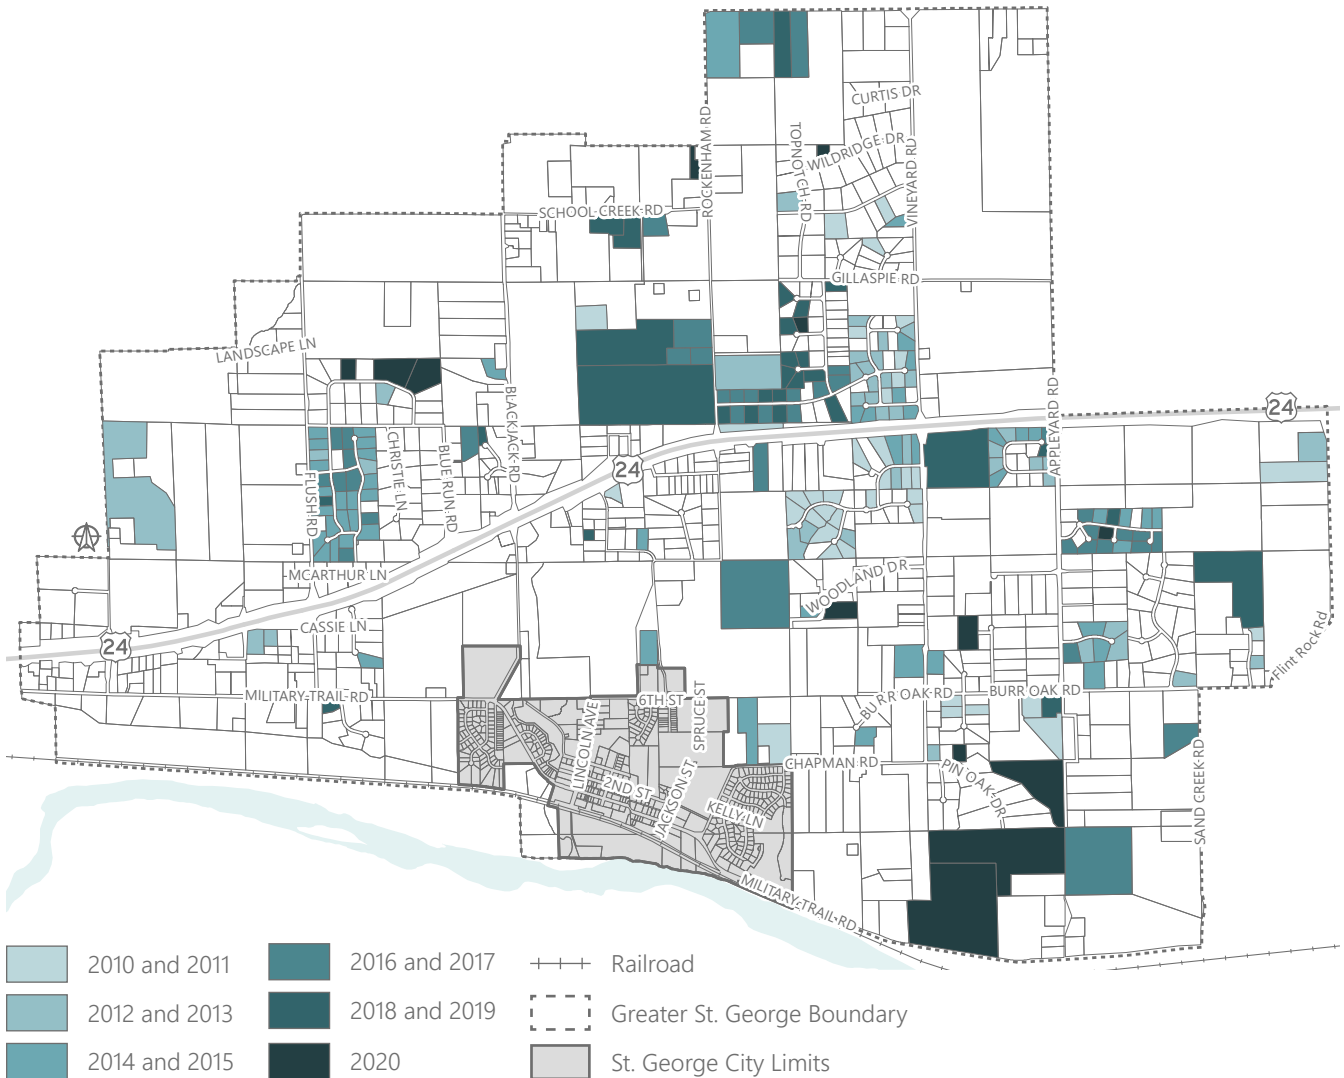 CURTIS DR
ROCKENHAM RD
TOPNOTCH RD
WILDRIDGE DR
VINEYARD RD
SCHOOL CREEK RD
GILLASPIE RD
LANDSCAPE LN
BLACKJACK RD
APPLEYARD RD
24
CHRISTIE LN
BLUE RUN RD
FLUSH RD
24
MCARTHUR LN
WOODLAND DR
CASSIE LN
24
Flint Rock Rd
MILITARY TRAIL RD
6TH ST
SPRUCE ST
LINCOLN AVE
BURR OAK RD
BURR OAK RD
2ND ST
JACKSON ST
KELLY LN
CHAPMAN RD
PIN OAK DR
SAND CREEK RD
MILITARY TRAIL RD
2010 and 2011
2012 and 2013
2014 and 2015
2016 and 2017
2018 and 2019
2020
Railroad
Greater St. George Boundary
St. George City Limits